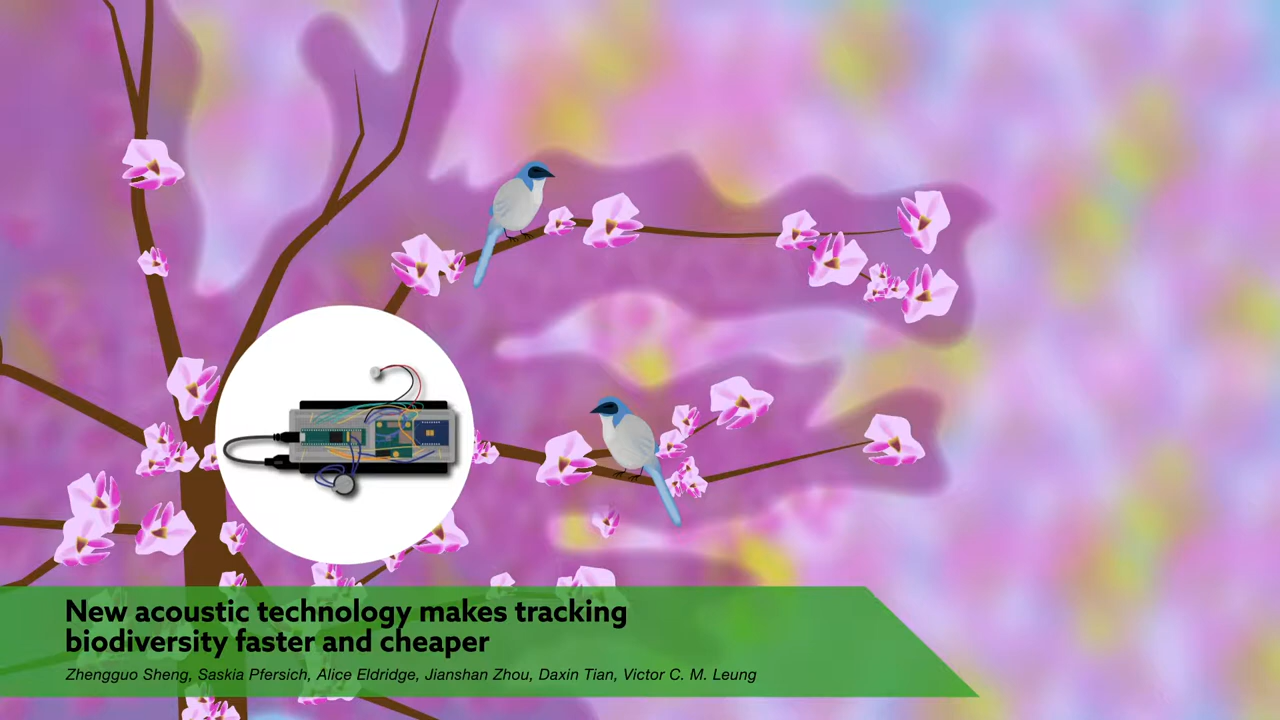 New acoustic technology makes tracking
biodiversity faster and cheaper
Zhengguo Sheng, Saskia Pfersich, Alice Eldridge, Jianshan Zhou, Daxin Tian, Victor C. M. Leung